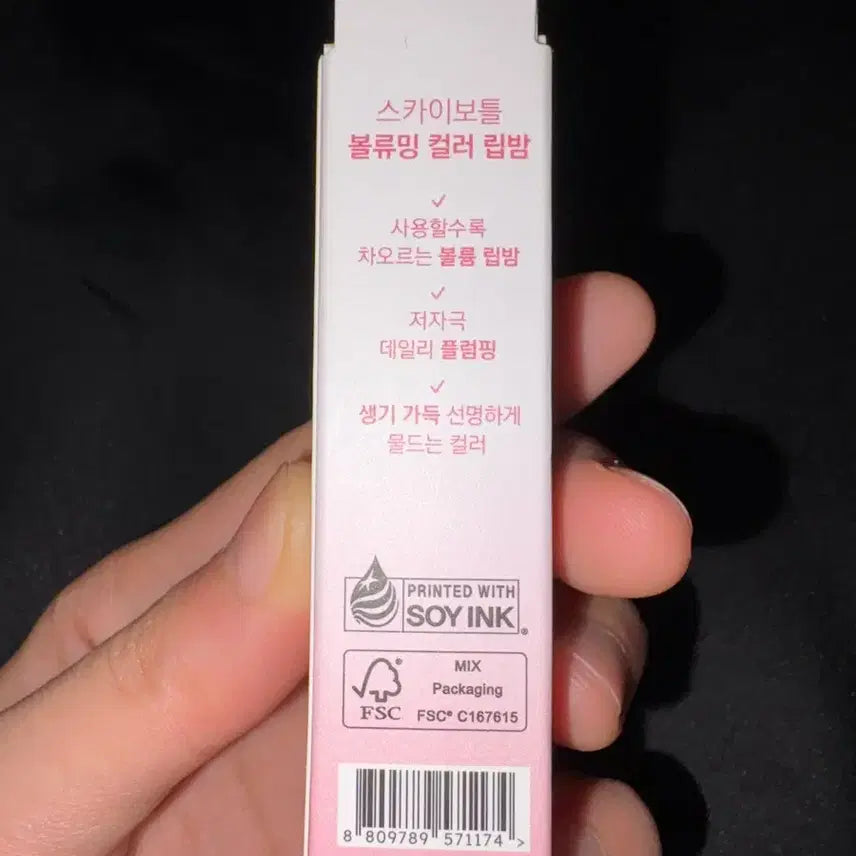 스카이보틀
볼류밍 컬러 립밤
사용할수록
차오르는 볼륨 립밤
저자극
데일리 플럼핑
생기 가득 선명하게
물드는 컬러
PRINTED WITH
SOY INK®
FSC®
MIX
Packaging
FSC® C167615
8 809789 571174 >